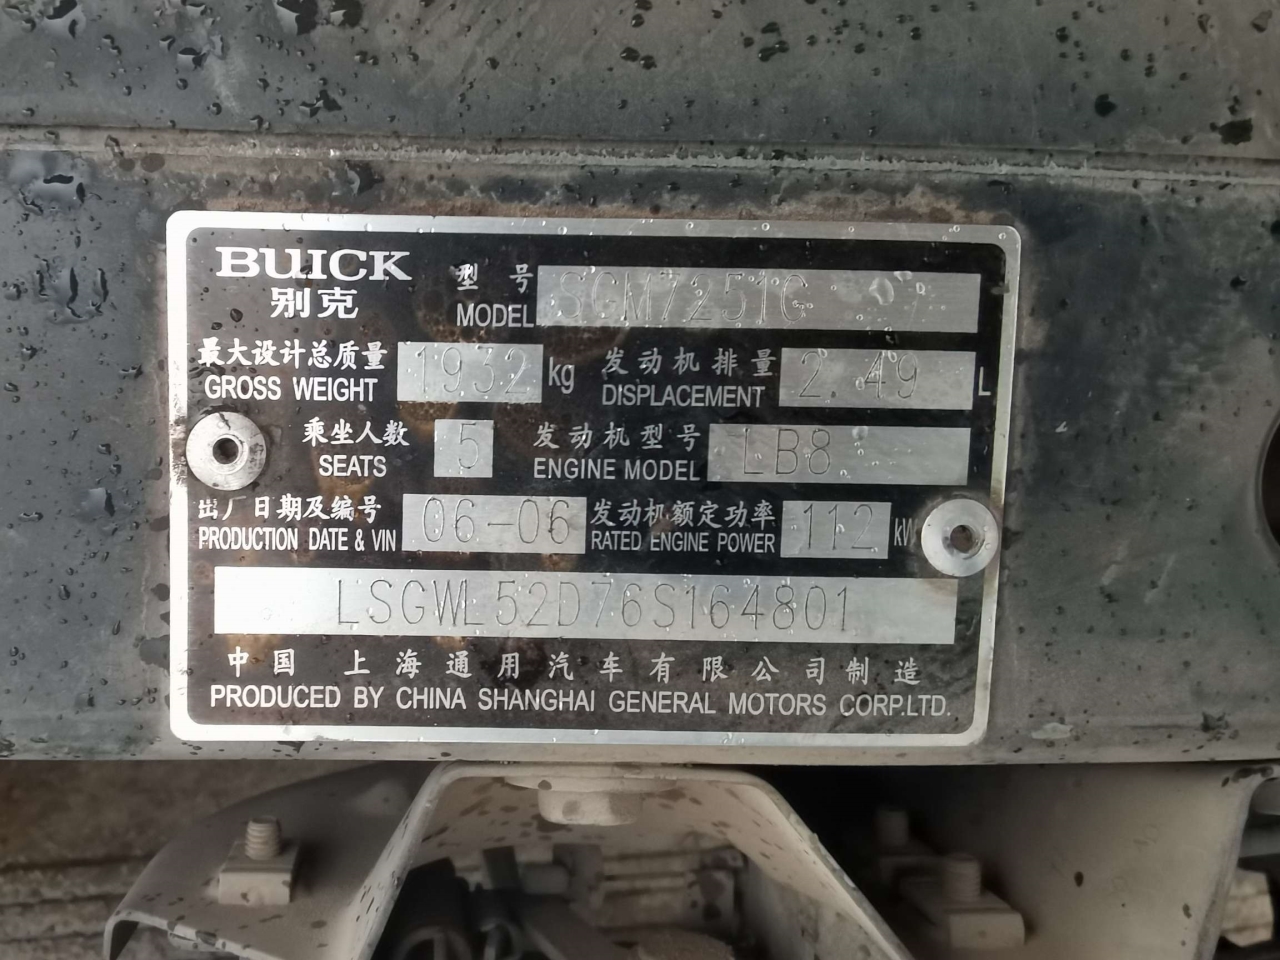 BUICK
别克
型号
MODEL SGM7251G
最大设计总质量
GROSS WEIGHT 1932 kg
发动机排量
DISPLACEMENT 2.49 L
乘坐人数
SEATS 5
发动机型号
ENGINE MODEL LB8
出厂日期及编号
PRODUCTION DATE & VIN 06-06
发动机额定功率
RATED ENGINE POWER 112 kW
LSGWL52D76S164801
中国 上海通用汽车有限公司制造
PRODUCED BY CHINA SHANGHAI GENERAL MOTORS CORP.LTD.